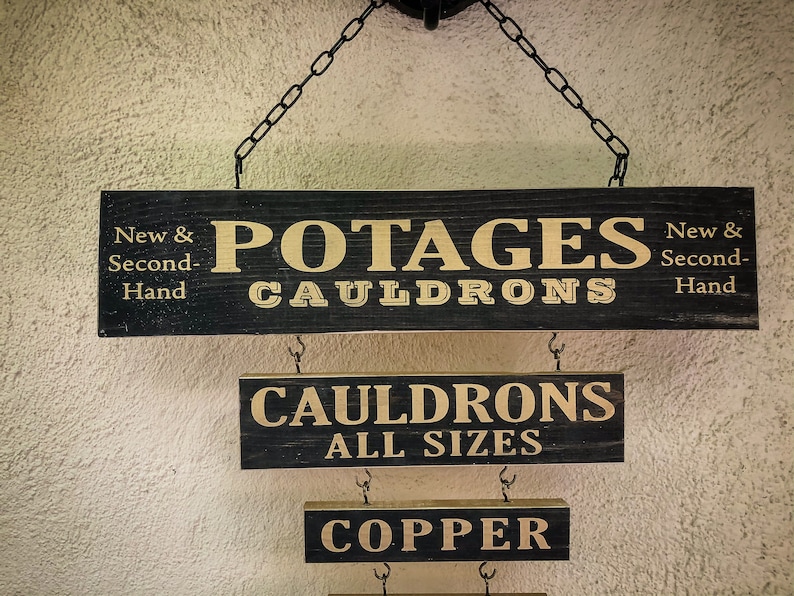 New &
Second-
Hand
POTAGES
CAULDRONS
New &
Second-
Hand
CAULDRONS
ALL SIZES
COPPER